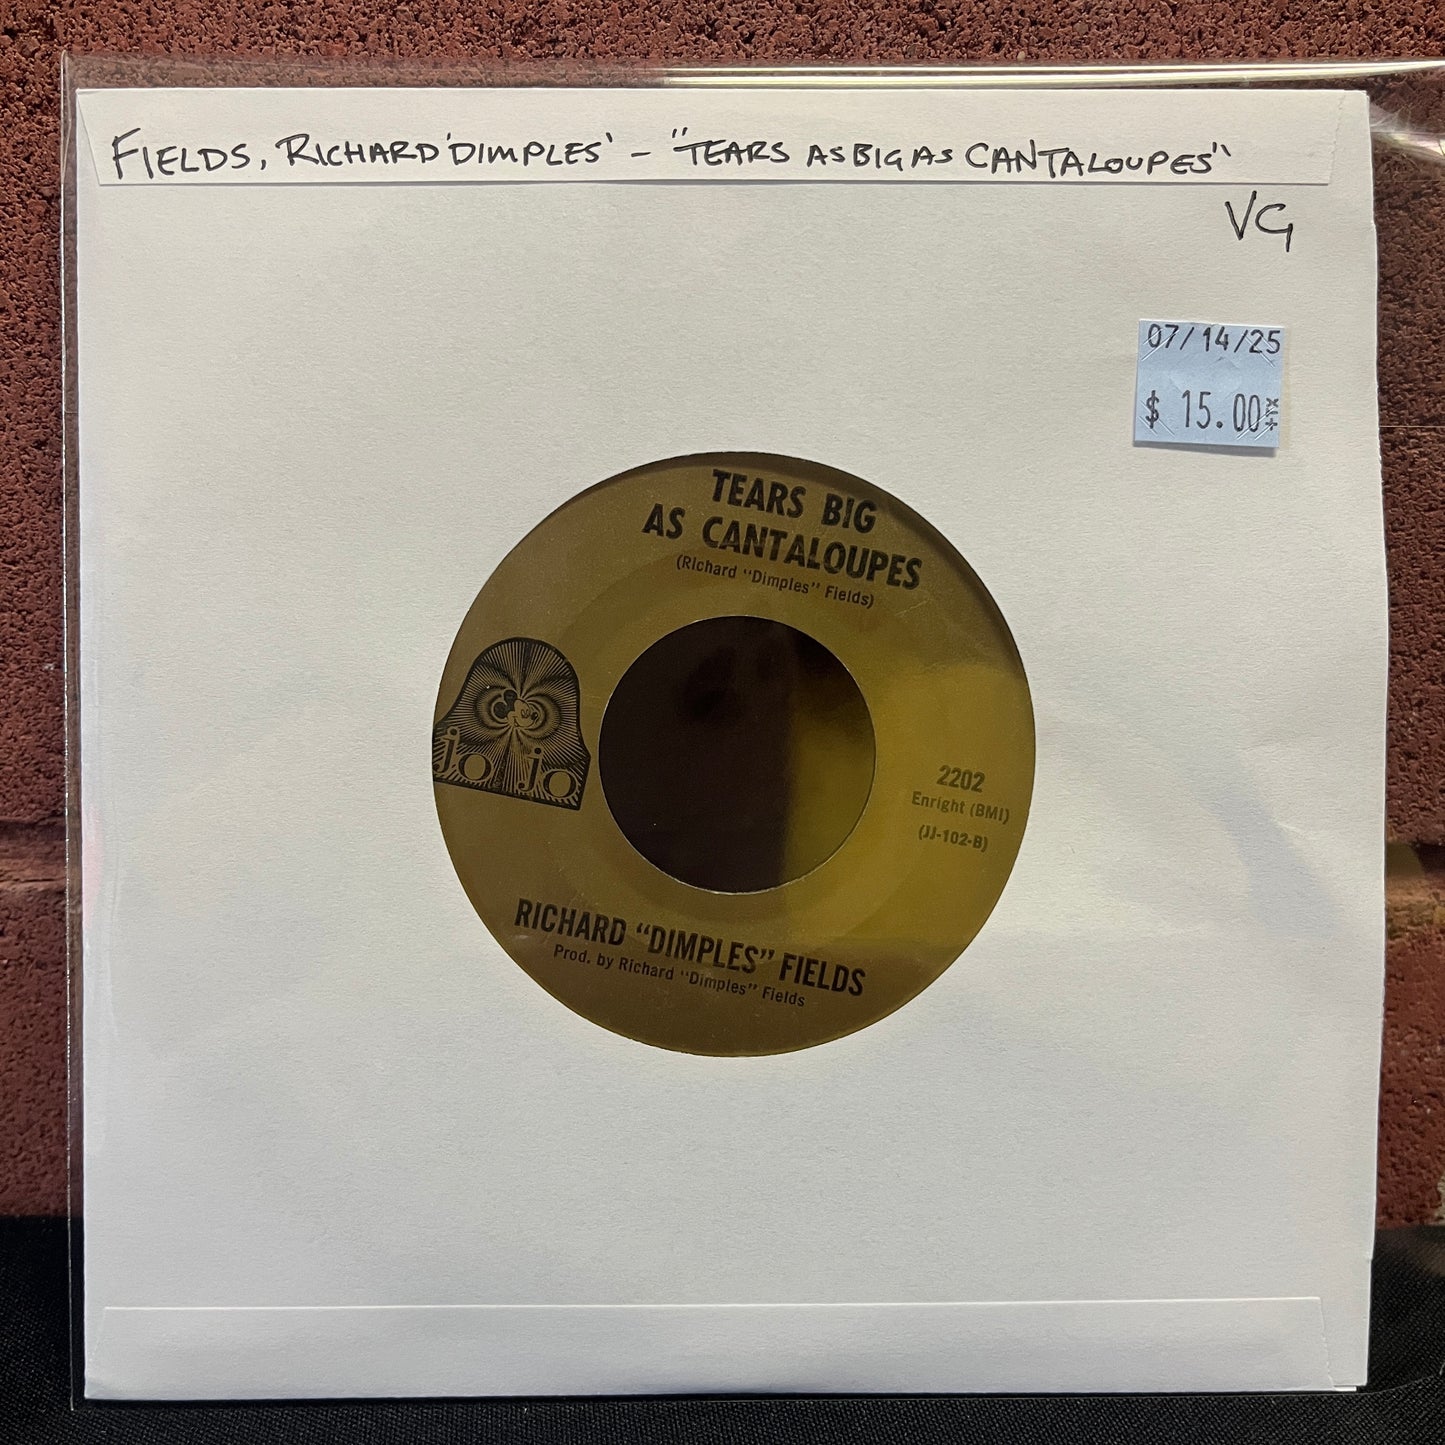 FIELDS, RICHARD 'DIMPLES' - "TEARS AS BIG AS CANTALOUPES"
VG
07/14/25
$ 15.00 +TX
TEARS BIG
AS CANTALOUPES
(Richard "Dimples" Fields)
jo jo
2202
Enright (BMI)
(JJ-102-B)
RICHARD "DIMPLES" FIELDS
Prod. by Richard "Dimples" Fields